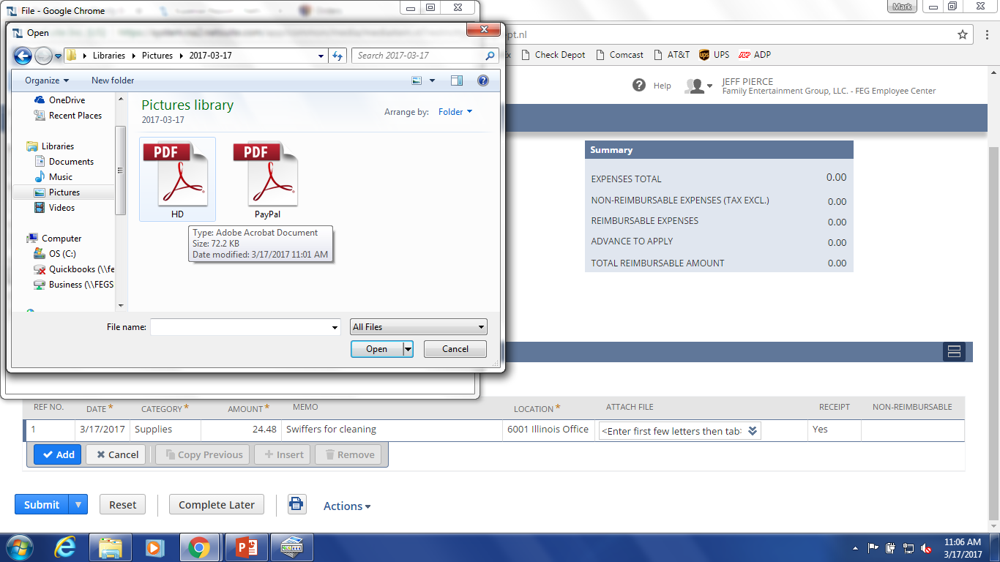 File - Google Chrome
Mark
Open
pt.nl
Libraries
Pictures
2017-03-17
Search 2017-03-17
Check Depot
Comcast
AT&T
UPS
ADP
Organize
New folder
Help
JEFF PIERCE
Family Entertainment Group, LLC. - FEG Employee Center
OneDrive
Recent Places
Libraries
Documents
Music
Pictures
Videos
Computer
OS (C:)
Quickbooks (\\fe
Business (\\FEGS
Pictures library
2017-03-17
Arrange by:
Folder
PDF
HD
PDF
PayPal
Type: Adobe Acrobat Document
Size: 72.2 KB
Date modified: 3/17/2017 11:01 AM
File name:
All Files
Open
Cancel
Summary
EXPENSES TOTAL 0.00
NON-REIMBURSABLE EXPENSES (TAX EXCL.) 0.00
REIMBURSABLE EXPENSES 0.00
ADVANCE TO APPLY 0.00
TOTAL REIMBURSABLE AMOUNT 0.00
REF NO. DATE * CATEGORY * AMOUNT * MEMO LOCATION * ATTACH FILE RECEIPT NON-REIMBURSABLE
1 3/17/2017 Supplies 24.48 Swiffers for cleaning 6001 Illinois Office <Enter first few letters then tab> Yes
Add
Cancel
Copy Previous
Insert
Remove
Submit
Reset
Complete Later
Actions
11:06 AM
3/17/2017